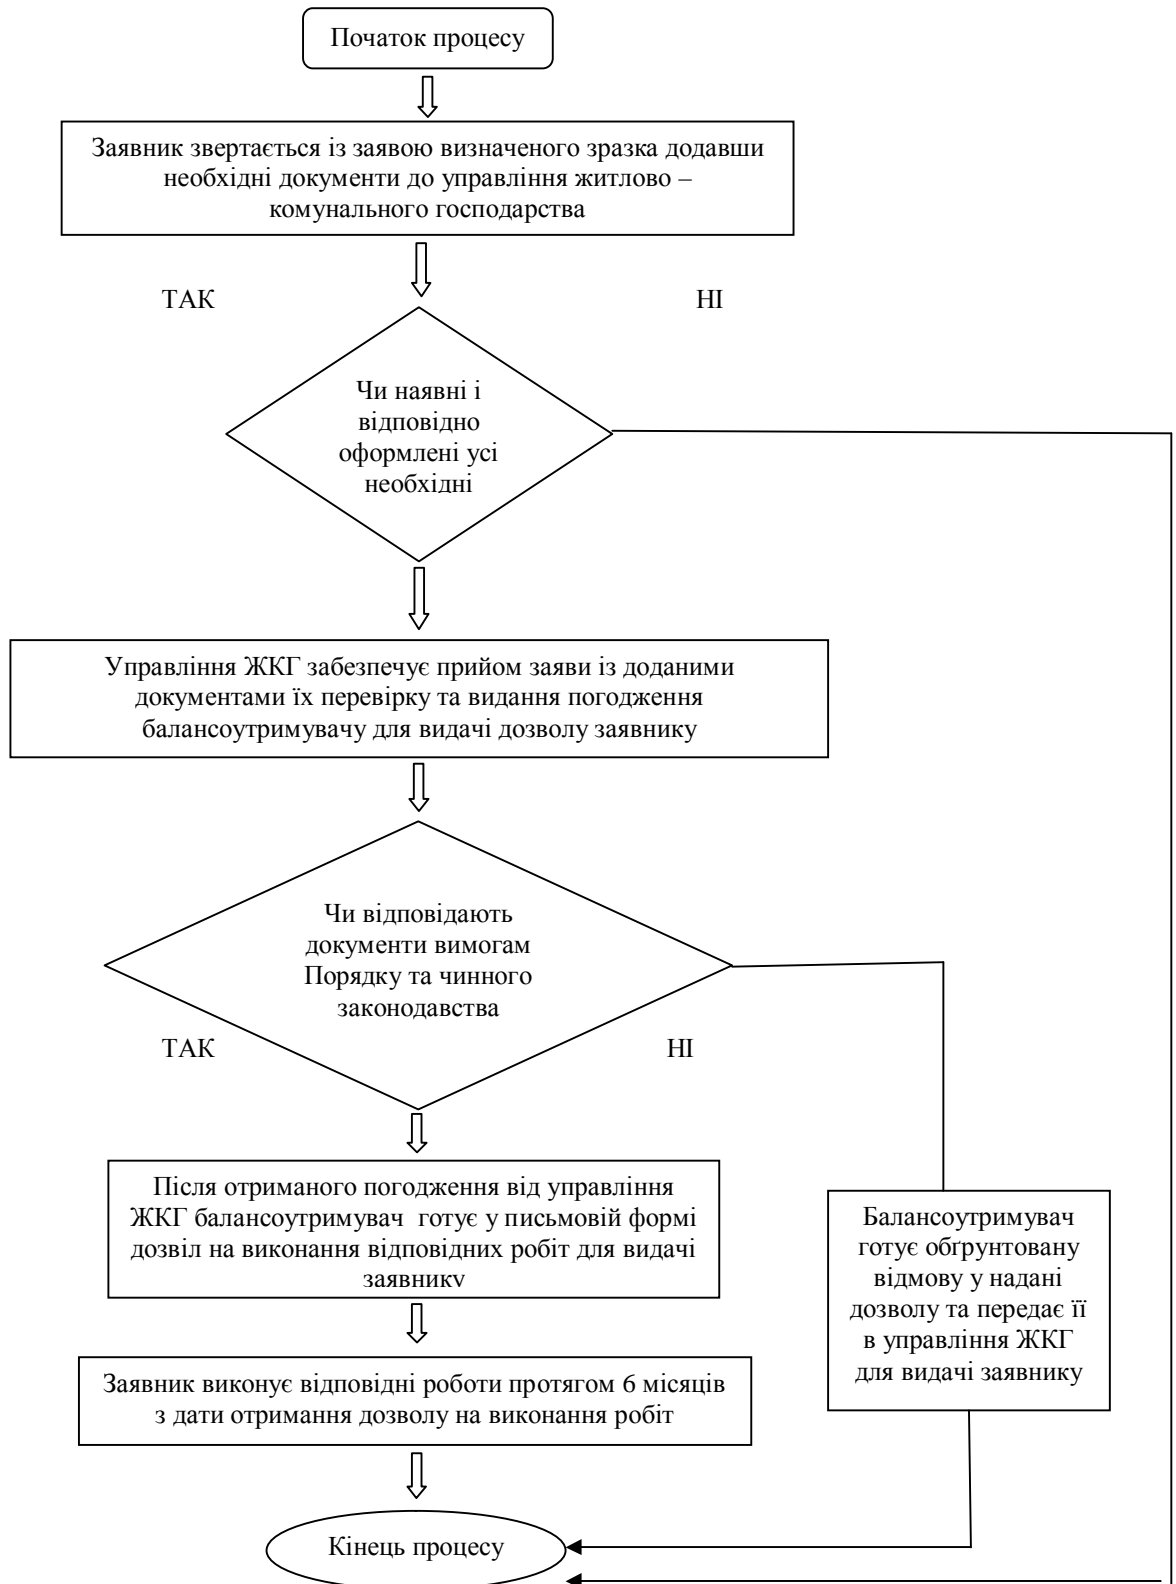 Початок процесу
Заявник звертається із заявою визначеного зразка додавши
необхідні документи до управління житлово –
комунального господарства
ТАК
НІ
Чи наявні і
відповідно
оформлені усі
необхідні
Управління ЖКГ забезпечує прийом заяви із доданими
документами їх перевірку та видання погодження
балансоутримувачу для видачі дозволу заявнику
Чи відповідають
документи вимогам
Порядку та чинного
законодавства
ТАК
НІ
Після отриманого погодження від управління
ЖКГ балансоутримувач готує у письмовій формі
дозвіл на виконання відповідних робіт для видачі
заявнику
Балансоутримувач
готує обґрунтовану
відмову у надані
дозволу та передає її
в управління ЖКГ
для видачі заявнику
Заявник виконує відповідні роботи протягом 6 місяців
з дати отримання дозволу на виконання робіт
Кінець процесу